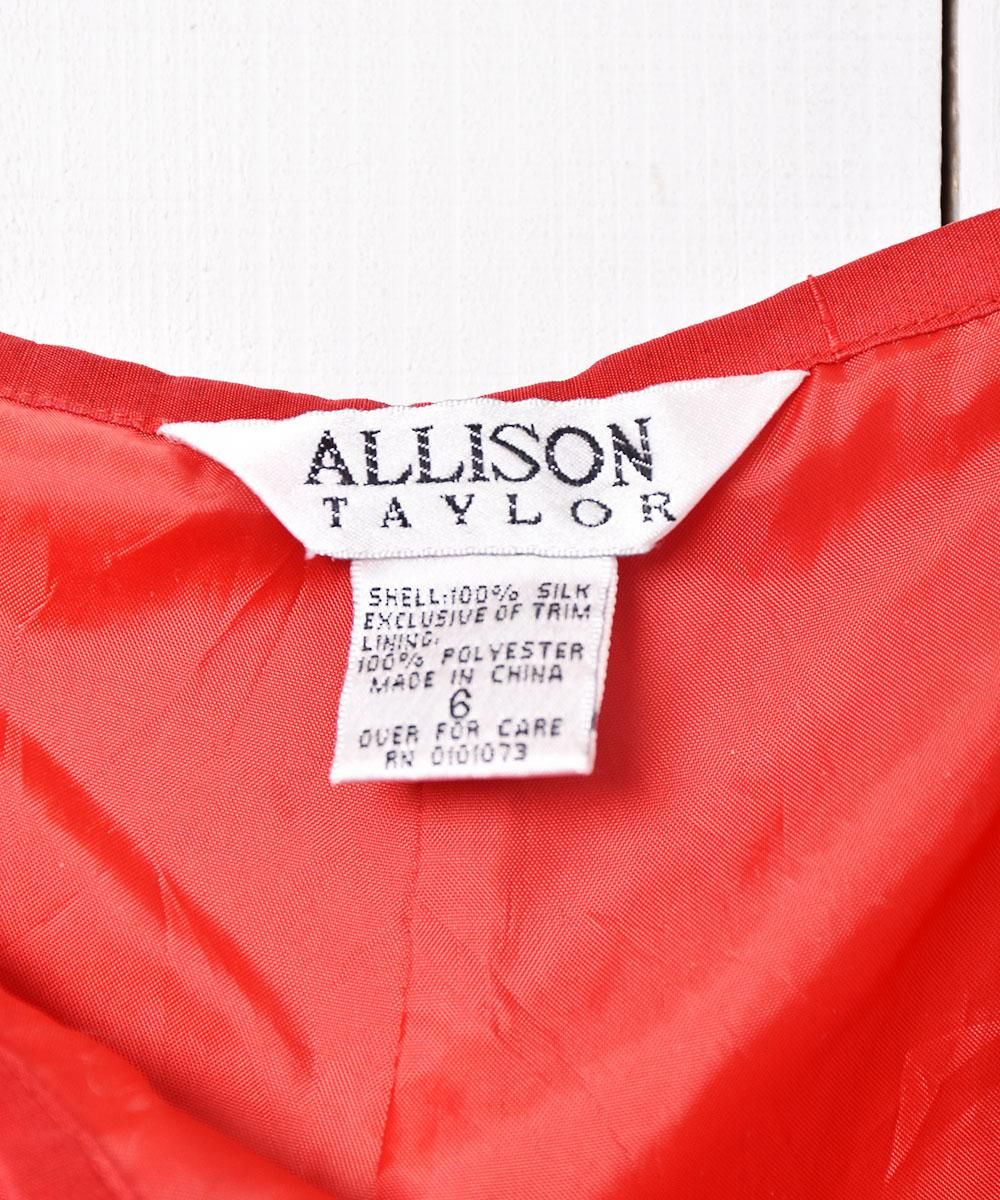 ALLISON
TAYLOR
SHELL:100% SILK
EXCLUSIVE OF TRIM
LINING:
100% POLYESTER
MADE IN CHINA
6
OVER FOR CARE
RN 0101073